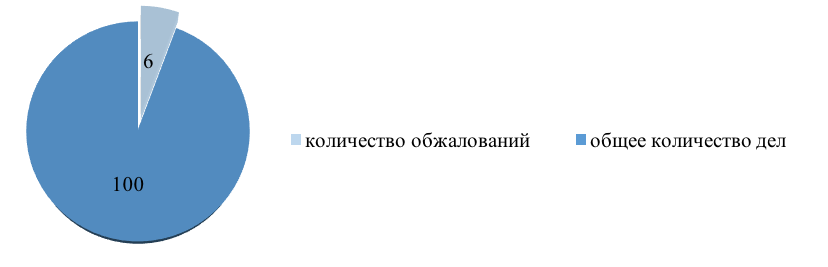 6
количество обжалований
общее количество дел
100